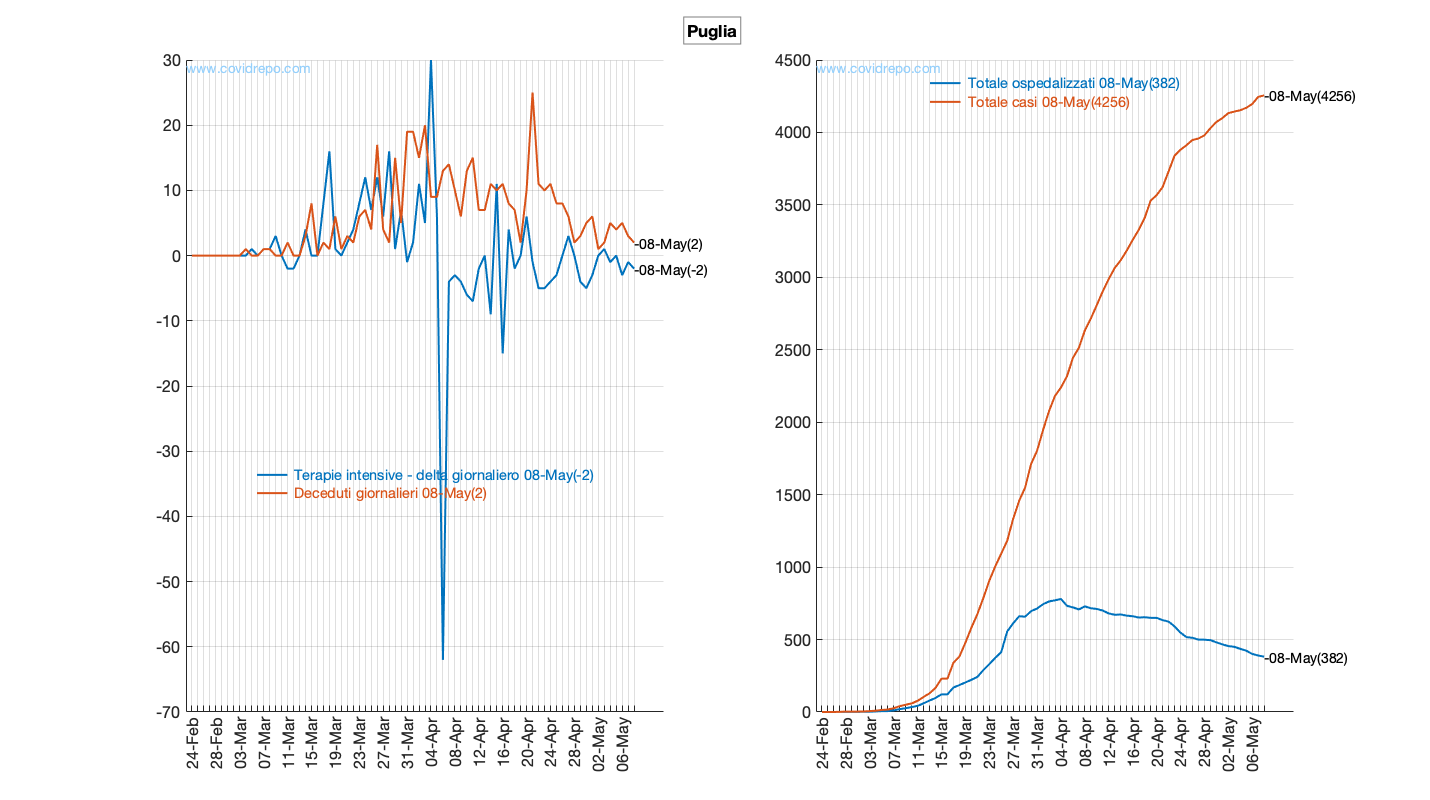 Puglia
www.covidrepo.com
30
20
10
0
-10
-20
-30
-40
-50
-60
-70
-08-May(2)
-08-May(-2)
Terapie intensive - delta giornaliero 08-May(-2)
Deceduti giornalieri 08-May(2)
24-Feb
28-Feb
03-Mar
07-Mar
11-Mar
15-Mar
19-Mar
23-Mar
27-Mar
31-Mar
04-Apr
08-Apr
12-Apr
16-Apr
20-Apr
24-Apr
28-Apr
02-May
06-May
www.covidrepo.com
Totale ospedalizzati 08-May(382)
Totale casi 08-May(4256)
4500
4000
3500
3000
2500
2000
1500
1000
500
0
-08-May(4256)
-08-May(382)
24-Feb
28-Feb
03-Mar
07-Mar
11-Mar
15-Mar
19-Mar
23-Mar
27-Mar
31-Mar
04-Apr
08-Apr
12-Apr
16-Apr
20-Apr
24-Apr
28-Apr
02-May
06-May